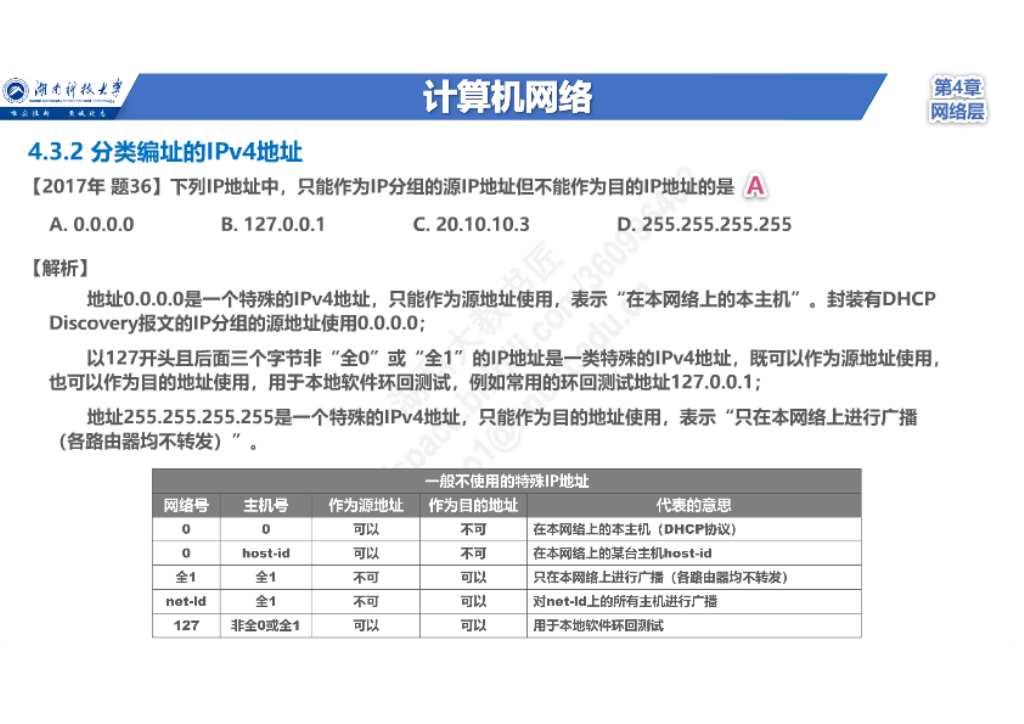 湖南科技大学
计算机网络
第4章
网络层
4.3.2 分类编址的IPv4地址
【2017年 题36】下列IP地址中，只能作为IP分组的源IP地址但不能作为目的IP地址的是 A
A. 0.0.0.0 B. 127.0.0.1 C. 20.10.10.3 D. 255.255.255.255
【解析】
地址0.0.0.0是一个特殊的IPv4地址，只能作为源地址使用，表示“在本网络上的本主机”。封装有DHCP
Discovery报文的IP分组的源地址使用0.0.0.0；
以127开头且后面三个字节非“全0”或“全1”的IP地址是一类特殊的IPv4地址，既可以作为源地址使用，
也可以作为目的地址使用，用于本地软件环回测试，例如常用的环回测试地址127.0.0.1；
地址255.255.255.255是一个特殊的IPv4地址，只能作为目的地址使用，表示“只在本网络上进行广播
（各路由器均不转发）”。
一般不使用的特殊IP地址
网络号 主机号 作为源地址 作为目的地址 代表的意思
0 0 可以 不可 在本网络上的本主机（DHCP协议）
0 host-id 可以 不可 在本网络上的某台主机host-id
全1 全1 不可 可以 只在本网络上进行广播（各路由器均不转发）
net-Id 全1 不可 可以 对net-Id上的所有主机进行广播
127 非全0或全1 可以 可以 用于本地软件环回测试